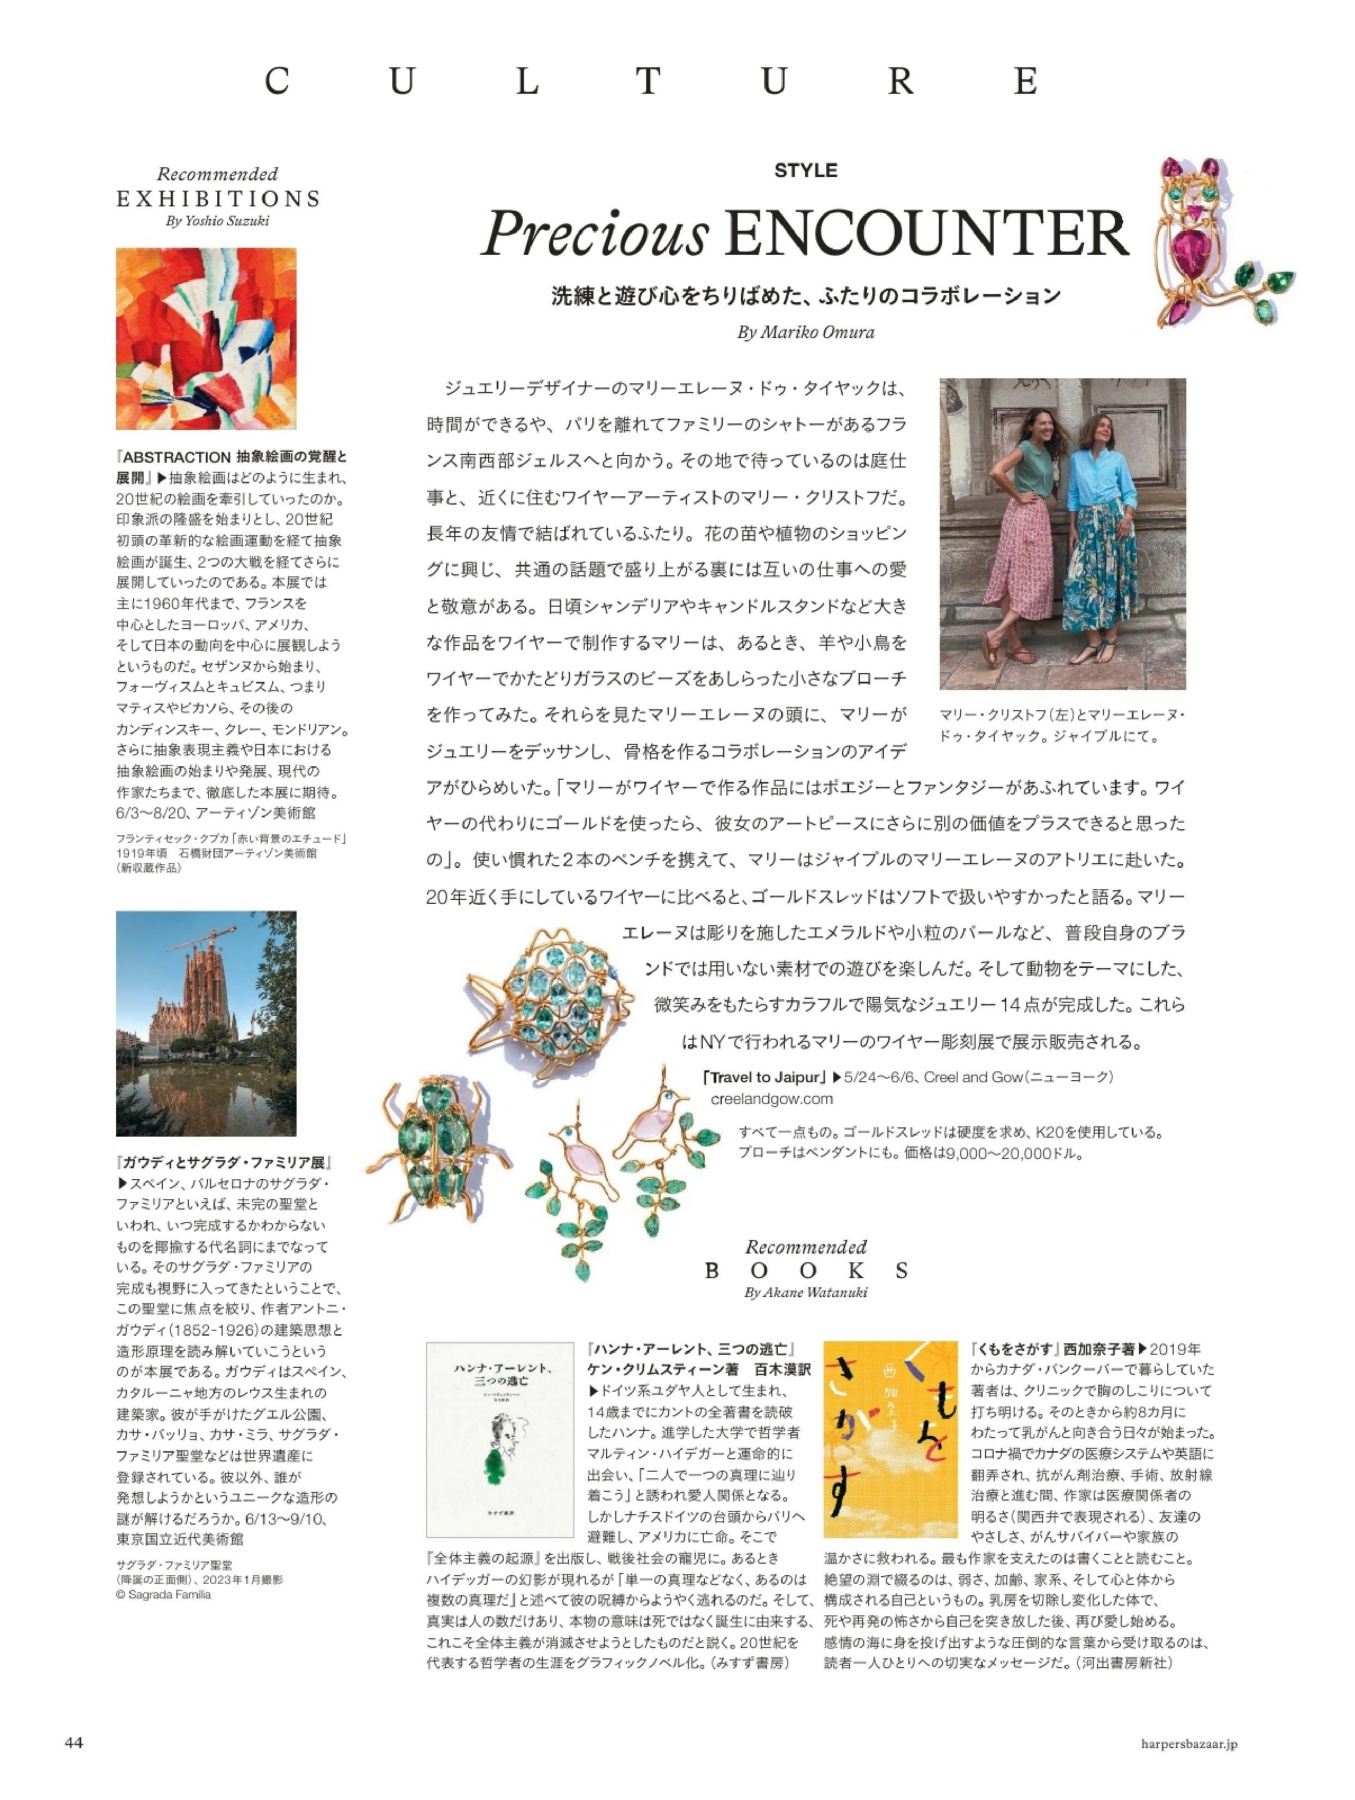 CULTURE
Recommended
EXHIBITIONS
By Yoshio Suzuki
『ABSTRACTION 抽象絵画の覚醒と
展開』▶抽象絵画はどのように生まれ、
20世紀の絵画を牽引していったのか。
印象派の隆盛を始まりとし、20世紀
初頭の革新的な絵画運動を経て抽象
絵画が誕生、2つの大戦を経てさらに
展開していったのである。本展では
主に1960年代まで、フランスを
中心としたヨーロッパ、アメリカ、
そして日本の動向を中心に展観しよう
というものだ。セザンヌから始まり、
フォーヴィスムとキュビスム、つまり
マティスやピカソら、その後の
カンディンスキー、クレー、モンドリアン。
さらに抽象表現主義や日本における
抽象絵画の始まりや発展、現代の
作家たちまで、徹底した本展に期待。
6/3〜8/20、アーティゾン美術館
フランティセック・クプカ「赤い背景のエチュード」
1919年頃　石橋財団アーティゾン美術館
（新収蔵作品）
『ガウディとサグラダ・ファミリア展』
▶スペイン、バルセロナのサグラダ・
ファミリアといえば、未完の聖堂と
いわれ、いつ完成するかわからない
ものを揶揄する代名詞にまでなって
いる。そのサグラダ・ファミリアの
完成も視野に入ってきたということで、
この聖堂に焦点を絞り、作者アントニ・
ガウディ（1852-1926）の建築思想と
造形原理を読み解いていこうという
のが本展である。ガウディはスペイン、
カタルーニャ地方のレウス生まれの
建築家。彼が手がけたグエル公園、
カサ・バッリョ、カサ・ミラ、サグラダ・
ファミリア聖堂などは世界遺産に
登録されている。彼以外、誰が
発想しようかというユニークな造形の
謎が解けるだろうか。6/13〜9/10、
東京国立近代美術館
サグラダ・ファミリア聖堂
（降誕の正面側）、2023年1月撮影
© Sagrada Familia
STYLE
Precious ENCOUNTER
洗練と遊び心をちりばめた、ふたりのコラボレーション
By Mariko Omura
ジュエリーデザイナーのマリーエレーヌ・ドゥ・タイヤックは、
時間ができるや、パリを離れてファミリーのシャトーがあるフラ
ンス南西部ジェルスへと向かう。その地で待っているのは庭仕
事と、近くに住むワイヤーアーティストのマリー・クリストフだ。
長年の友情で結ばれているふたり。花の苗や植物のショッピン
グに興じ、共通の話題で盛り上がる裏には互いの仕事への愛
と敬意がある。日頃シャンデリアやキャンドルスタンドなど大き
な作品をワイヤーで制作するマリーは、あるとき、羊や小鳥を
ワイヤーでかたどりガラスのビーズをあしらった小さなブローチ
を作ってみた。それらを見たマリーエレーヌの頭に、マリーが
ジュエリーをデッサンし、骨格を作るコラボレーションのアイデ
アがひらめいた。「マリーがワイヤーで作る作品にはポエジーとファンタジーがあふれています。ワイ
ヤーの代わりにゴールドを使ったら、彼女のアートピースにさらに別の価値をプラスできると思った
の」。使い慣れた2本のペンチを携えて、マリーはジャイプルのマリーエレーヌのアトリエに赴いた。
20年近く手にしているワイヤーに比べると、ゴールドスレッドはソフトで扱いやすかったと語る。マリー
エレーヌは彫りを施したエメラルドや小粒のパールなど、普段自身のブラ
ンドでは用いない素材での遊びを楽しんだ。そして動物をテーマにした、
微笑みをもたらすカラフルで陽気なジュエリー14点が完成した。これら
はNYで行われるマリーのワイヤー彫刻展で展示販売される。
「Travel to Jaipur」▶5/24〜6/6、Creel and Gow（ニューヨーク）
creelandgow.com
すべて一点もの。ゴールドスレッドは硬度を求め、K20を使用している。
ブローチはペンダントにも。価格は9,000〜20,000ドル。
マリー・クリストフ（左）とマリーエレーヌ・
ドゥ・タイヤック。ジャイプルにて。
Recommended
BOOKS
By Akane Watanuki
ハンナ・アーレント、
三つの逃亡
みすず書房
『ハンナ・アーレント、三つの逃亡』
ケン・クリムスティーン著　百木漠訳
▶ドイツ系ユダヤ人として生まれ、
14歳までにカントの全著書を読破
したハンナ。進学した大学で哲学者
マルティン・ハイデガーと運命的に
出会い、「二人で一つの真理に辿り
着こう」と誘われ愛人関係となる。
しかしナチスドイツの台頭からパリへ
避難し、アメリカに亡命。そこで
『全体主義の起源』を出版し、戦後社会の寵児に。あるとき
ハイデッガーの幻影が現れるが「単一の真理などなく、あるのは
複数の真理だ」と述べて彼の呪縛からようやく逃れるのだ。そして、
真実は人の数だけあり、本物の意味は死ではなく誕生に由来する、
これこそ全体主義が消滅させようとしたものだと説く。20世紀を
代表する哲学者の生涯をグラフィックノベル化。（みすず書房）
くもを
さがす
西加奈子
『くもをさがす』西加奈子著▶2019年
からカナダ・バンクーバーで暮らしていた
著者は、クリニックで胸のしこりについて
打ち明ける。そのときから約8カ月に
わたって乳がんと向き合う日々が始まった。
コロナ禍でカナダの医療システムや英語に
翻弄され、抗がん剤治療、手術、放射線
治療と進む間、作家は医療関係者の
明るさ（関西弁で表現される）、友達の
やさしさ、がんサバイバーや家族の
温かさに救われる。最も作家を支えたのは書くことと読むこと。
絶望の淵で綴るのは、弱さ、加齢、家系、そして心と体から
構成される自己というもの。乳房を切除し変化した体で、
死や再発の怖さから自己を突き放した後、再び愛し始める。
感情の海に身を投げ出すような圧倒的な言葉から受け取るのは、
読者一人ひとりへの切実なメッセージだ。（河出書房新社）
44
harpersbazaar.jp